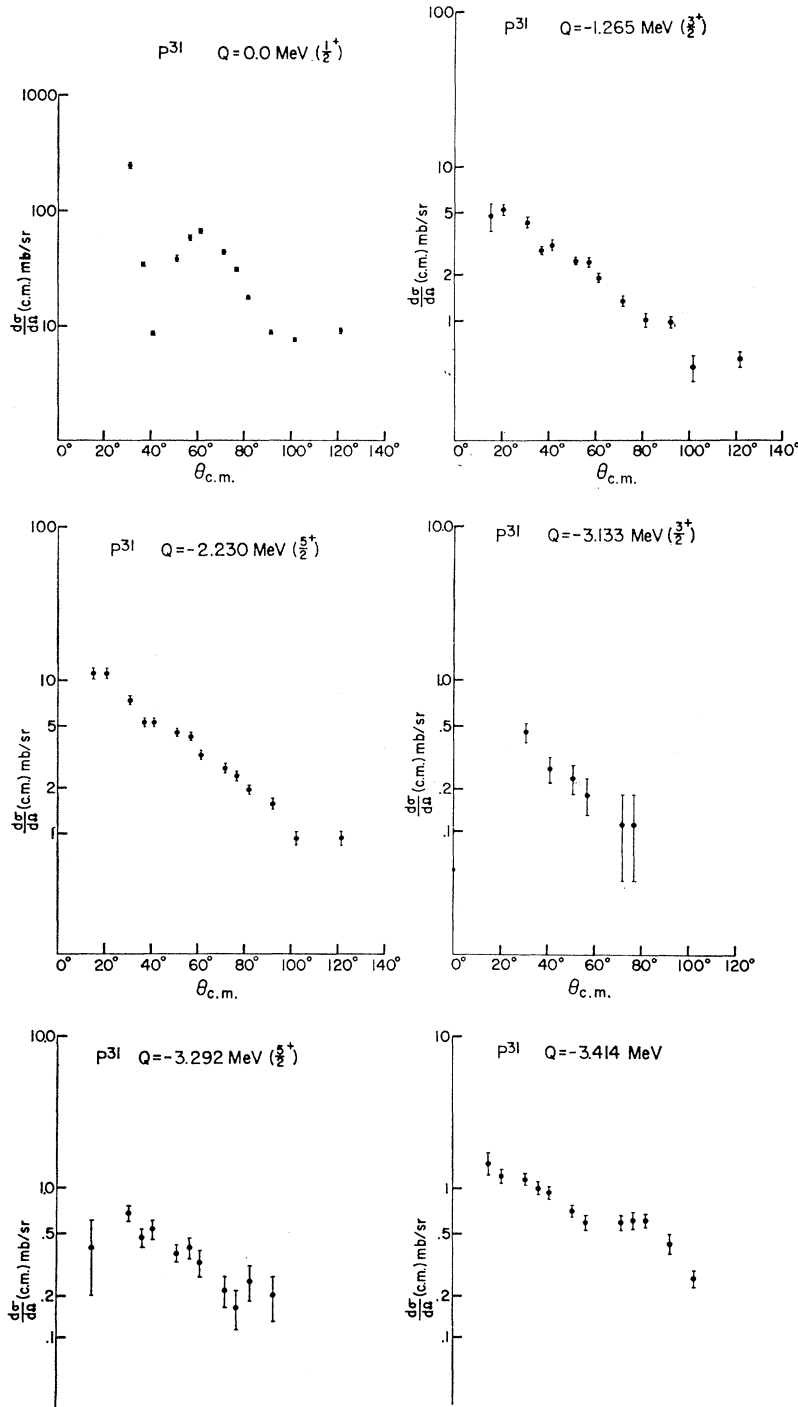 P31 Q=0.0 MeV (1/2+)
1000
100
10
dσ/dΩ (c.m.) mb/sr
0° 20° 40° 60° 80° 100° 120° 140°
θc.m.
P31 Q=-1.265 MeV (3/2+)
100
10
5
2
1
dσ/dΩ (c.m.) mb/sr
0° 20° 40° 60° 80° 100° 120° 140°
θc.m.
P31 Q=-2.230 MeV (5/2+)
100
10
5
2
1
dσ/dΩ (c.m.) mb/sr
0° 20° 40° 60° 80° 100° 120° 140°
θc.m.
P31 Q=-3.133 MeV (3/2+)
10.0
1.0
.5
.2
.1
dσ/dΩ (c.m.) mb/sr
0° 20° 40° 60° 80° 100° 120°
θc.m.
P31 Q=-3.292 MeV (5/2+)
10.0
1.0
.5
.2
.1
dσ/dΩ (c.m.) mb/sr
P31 Q=-3.414 MeV
10
1
0.5
.2
.1
dσ/dΩ (c.m.) mb/sr